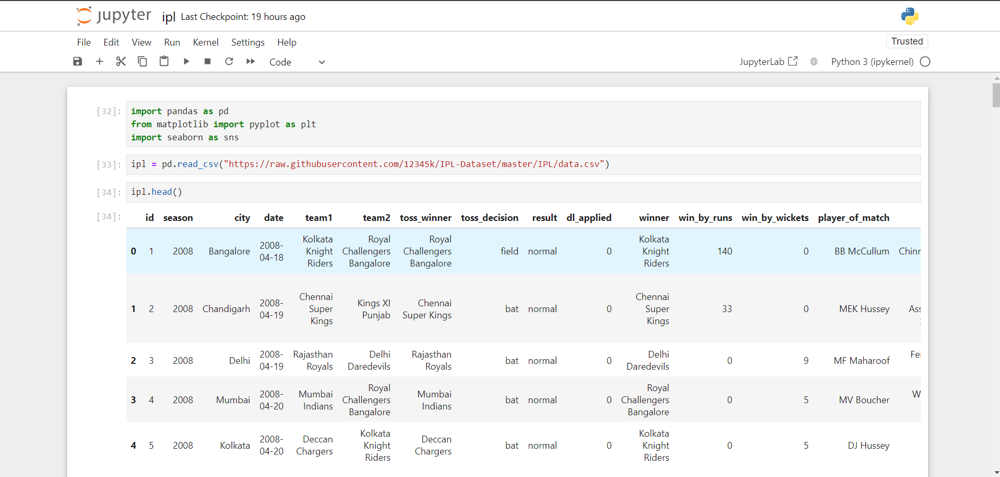 jupyter ipl Last Checkpoint: 19 hours ago
File Edit View Run Kernel Settings Help
Trusted
Code
JupyterLab Python 3 (ipykernel)
[32]: import pandas as pd
from matplotlib import pyplot as plt
import seaborn as sns
[33]: ipl = pd.read_csv("https://raw.githubusercontent.com/12345k/IPL-Dataset/master/IPL/data.csv")
[34]: ipl.head()
[34]: id season city date team1 team2 toss_winner toss_decision result dl_applied winner win_by_runs win_by_wickets player_of_match
0 1 2008 Bangalore 2008-04-18 Kolkata Knight Riders Royal Challengers Bangalore Royal Challengers Bangalore field normal 0 Kolkata Knight Riders 140 0 BB McCullum
1 2 2008 Chandigarh 2008-04-19 Chennai Super Kings Kings XI Punjab Chennai Super Kings bat normal 0 Chennai Super Kings 33 0 MEK Hussey
2 3 2008 Delhi 2008-04-19 Rajasthan Royals Delhi Daredevils Rajasthan Royals bat normal 0 Delhi Daredevils 0 9 MF Maharoof
3 4 2008 Mumbai 2008-04-20 Mumbai Indians Royal Challengers Bangalore Mumbai Indians bat normal 0 Royal Challengers Bangalore 0 5 MV Boucher
4 5 2008 Kolkata 2008-04-20 Deccan Chargers Kolkata Knight Riders Deccan Chargers bat normal 0 Kolkata Knight Riders 0 5 DJ Hussey